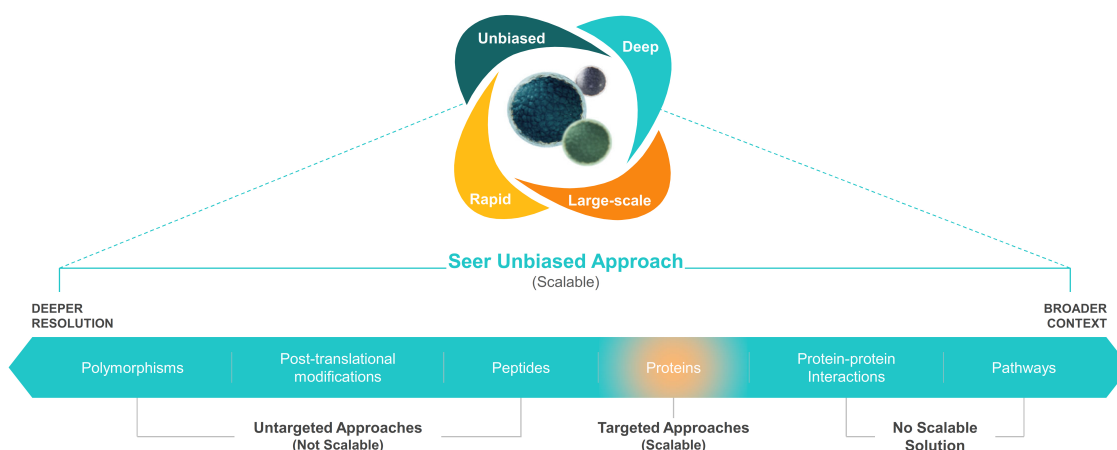 Unbiased
Deep
Rapid
Large-scale
Seer Unbiased Approach
(Scalable)
DEEPER
RESOLUTION
BROADER
CONTEXT
Polymorphisms
Post-translational
modifications
Peptides
Proteins
Protein-protein
Interactions
Pathways
Untargeted Approaches
(Not Scalable)
Targeted Approaches
(Scalable)
No Scalable
Solution